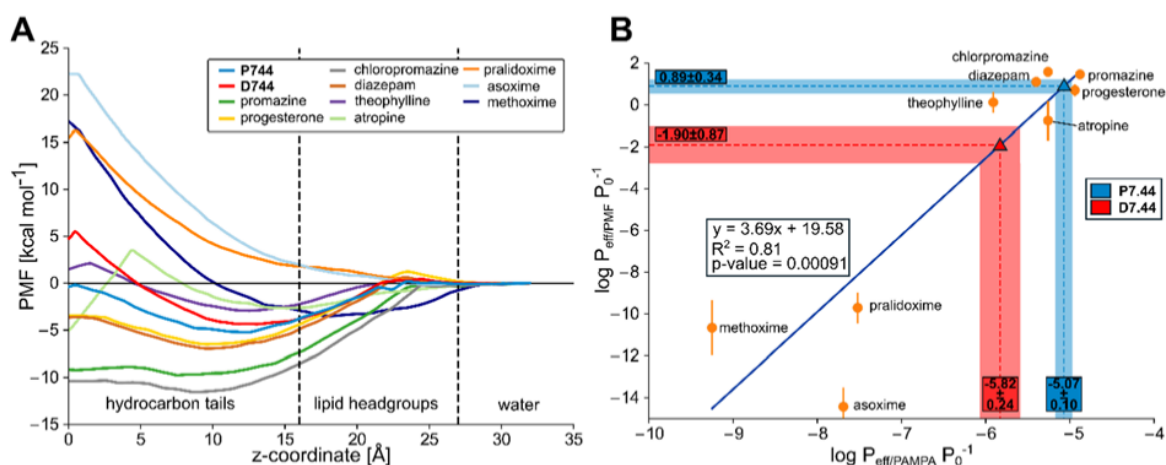 A
PMF [kcal mol⁻¹]
25
20
15
10
5
0
−5
−10
−15
P744
D744
promazine
progesterone
chloropromazine
diazepam
theophylline
atropine
pralidoxime
asoxime
methoxime
hydrocarbon tails
lipid headgroups
water
0
5
10
15
20
25
30
35
z-coordinate [Å]
B
log P_eff/PMF P_0⁻¹
2
0
−2
−4
−6
−8
−10
−12
−14
0.89±0.34
-1.90±0.87
chlorpromazine
diazepam
promazine
progesterone
theophylline
atropine
P7.44
D7.44
y = 3.69x + 19.58
R² = 0.81
p-value = 0.00091
pralidoxime
methoxime
asoxime
-5.82
±
0.24
-5.07
±
0.10
−10
−9
−8
−7
−6
−5
−4
log P_eff/PAMPA P_0⁻¹